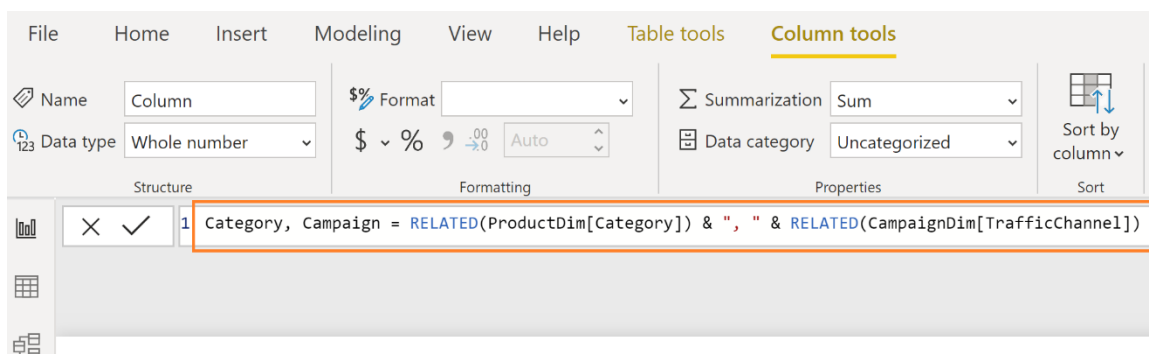 File Home Insert Modeling View Help Table tools Column tools
Name Column $% Format Summarization Sum
123 Data type Whole number $ % 9 .00 →.0 Auto Data category Uncategorized Sort by column
Structure Formatting Properties Sort
1 Category, Campaign = RELATED(ProductDim[Category]) & ", " & RELATED(CampaignDim[TrafficChannel])